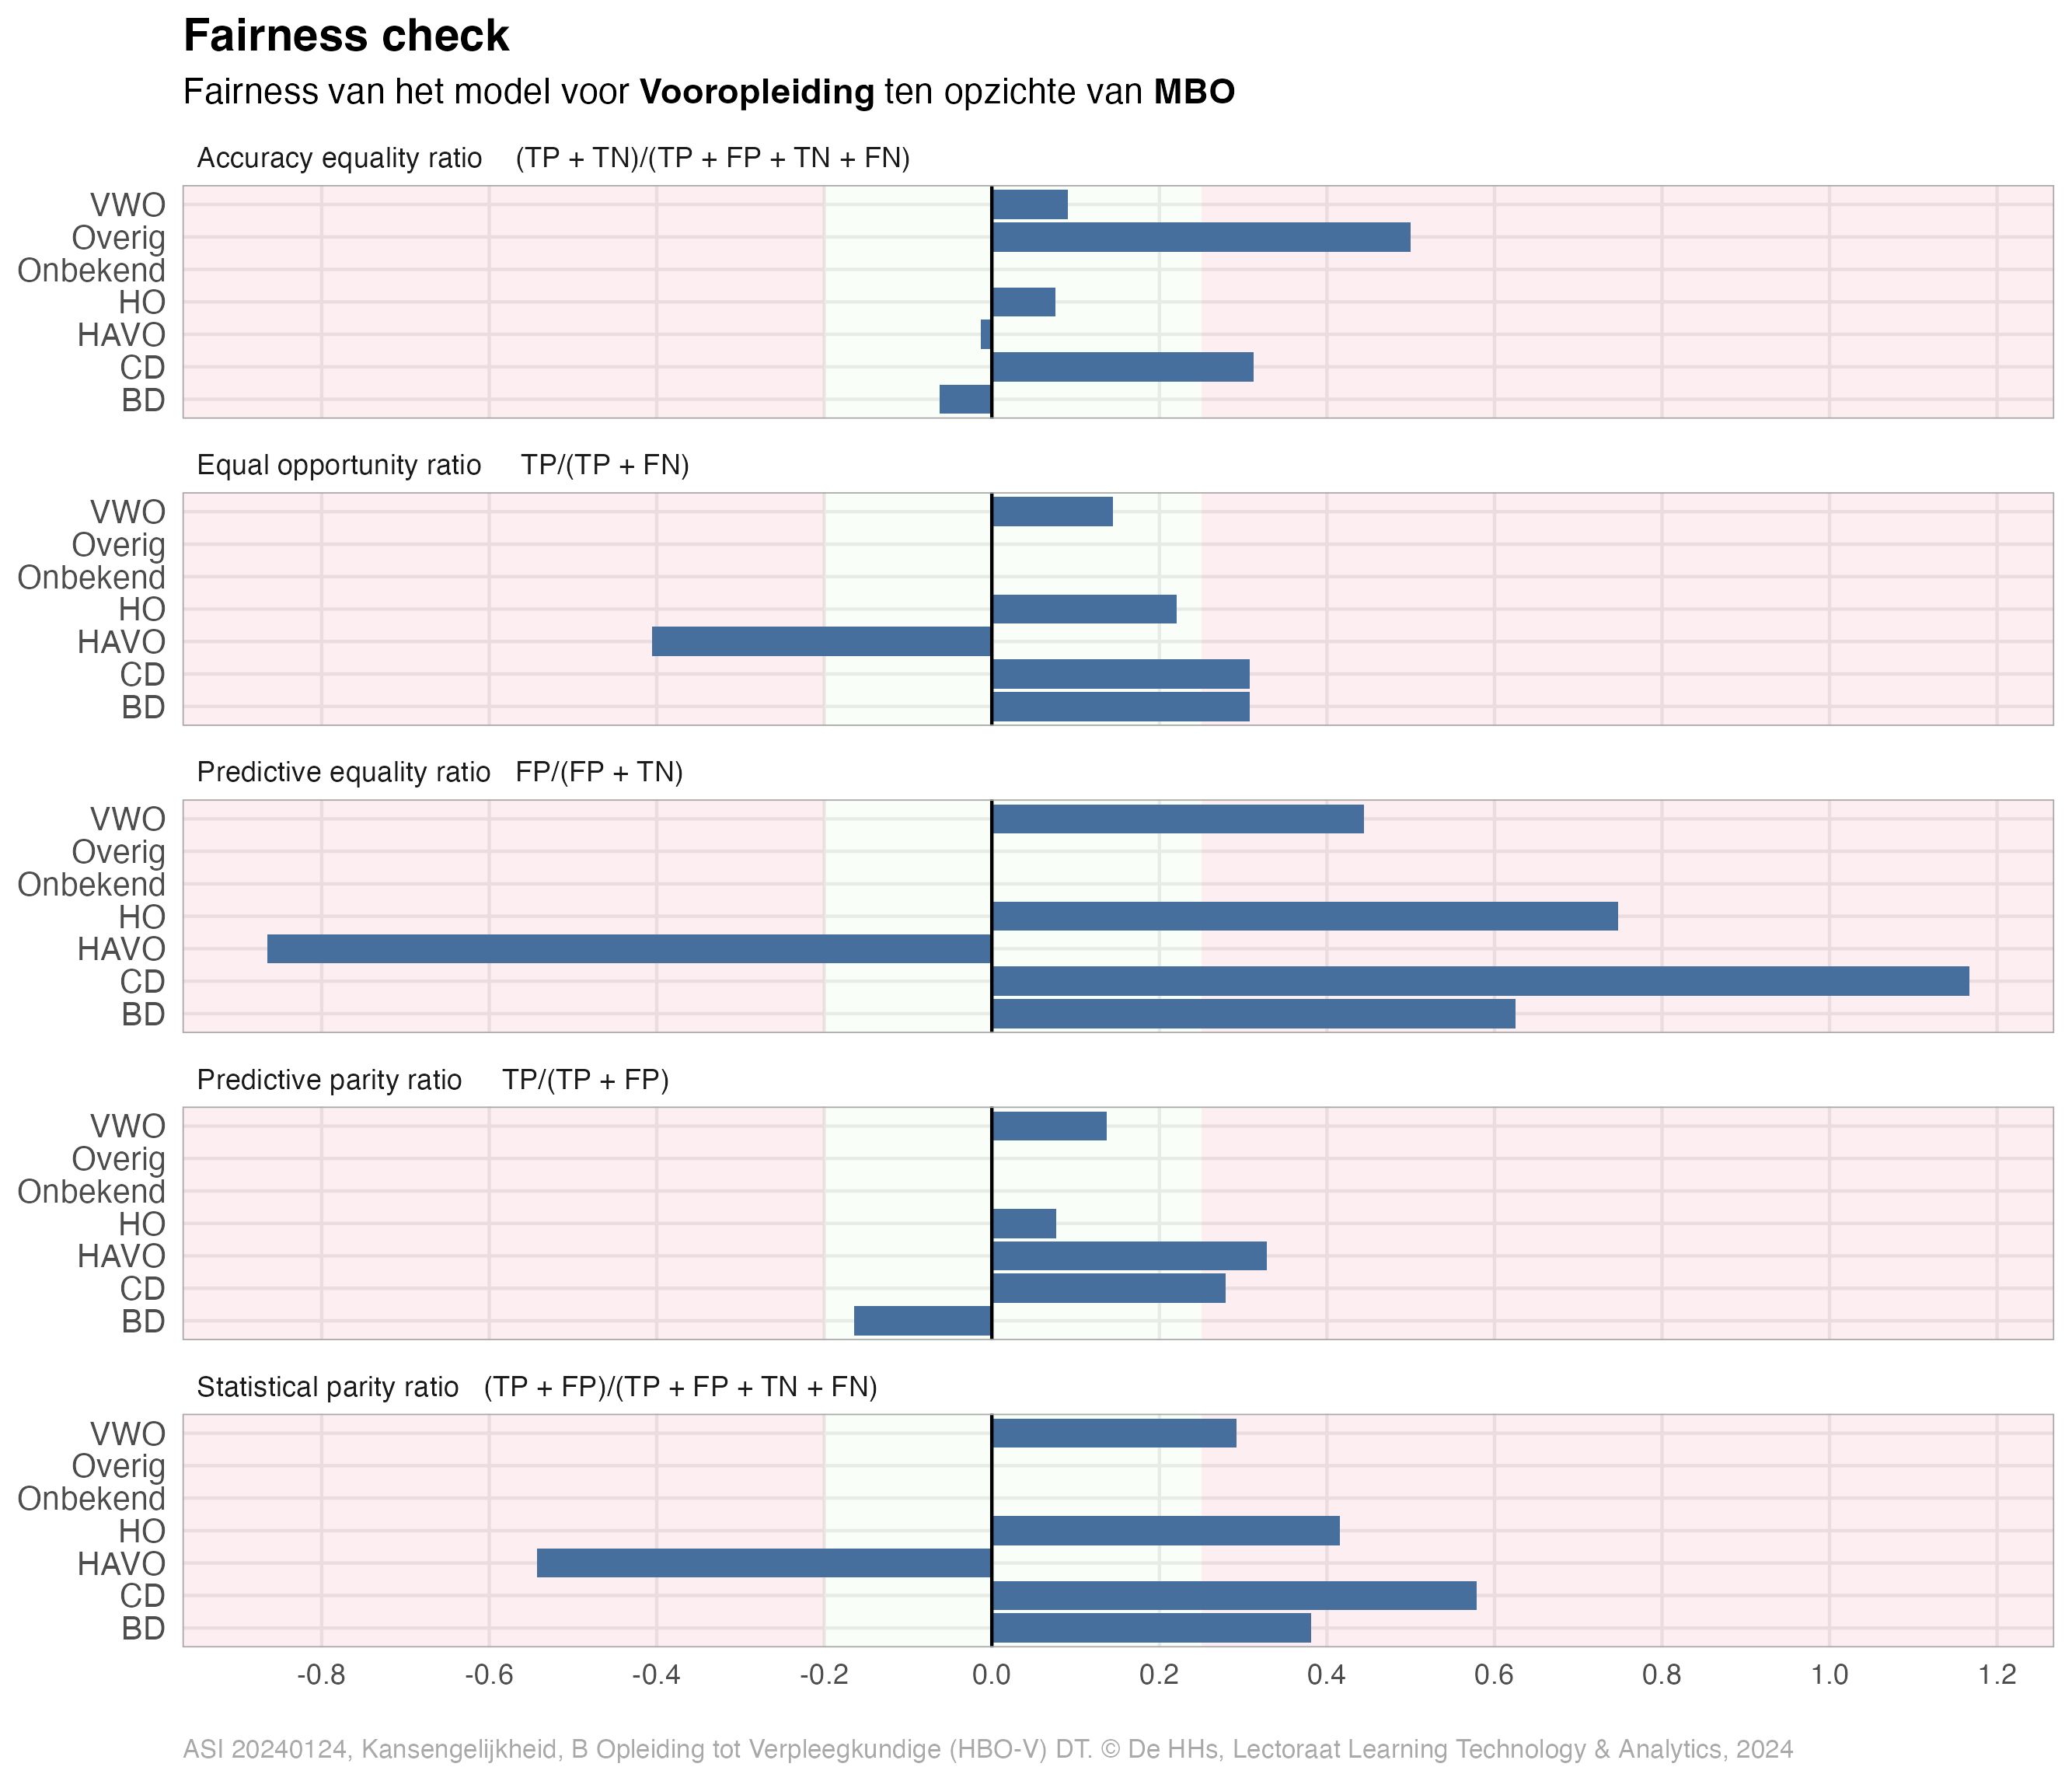 Fairness check
Fairness van het model voor Vooropleiding ten opzichte van MBO
Accuracy equality ratio (TP + TN)/(TP + FP + TN + FN)
VWO
Overig
Onbekend
HO
HAVO
CD
BD
Equal opportunity ratio TP/(TP + FN)
VWO
Overig
Onbekend
HO
HAVO
CD
BD
Predictive equality ratio FP/(FP + TN)
VWO
Overig
Onbekend
HO
HAVO
CD
BD
Predictive parity ratio TP/(TP + FP)
VWO
Overig
Onbekend
HO
HAVO
CD
BD
Statistical parity ratio (TP + FP)/(TP + FP + TN + FN)
VWO
Overig
Onbekend
HO
HAVO
CD
BD
-0.8 -0.6 -0.4 -0.2 0.0 0.2 0.4 0.6 0.8 1.0 1.2
ASI 20240124, Kansengelijkheid, B Opleiding tot Verpleegkundige (HBO-V) DT. © De HHs, Lectoraat Learning Technology & Analytics, 2024